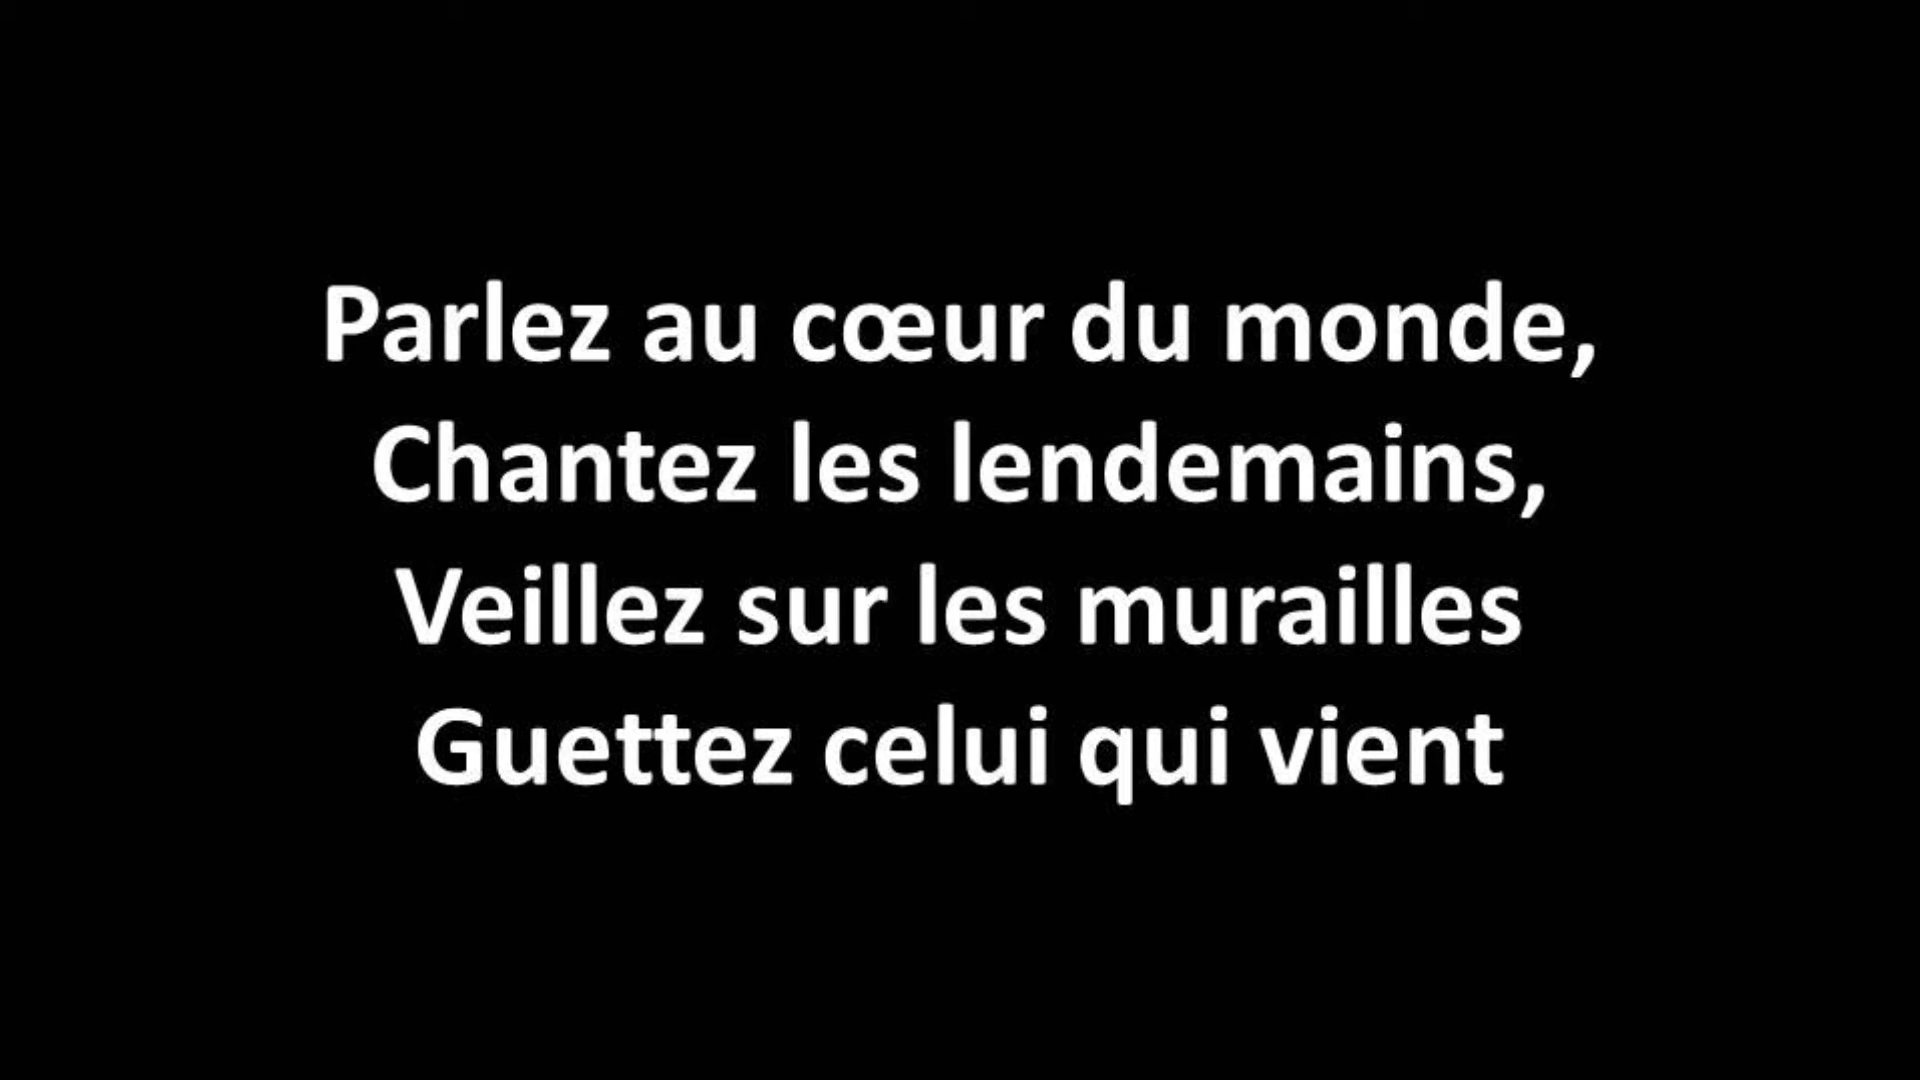 Parlez au cœur du monde,
Chantez les lendemains,
Veillez sur les murailles
Guettez celui qui vient